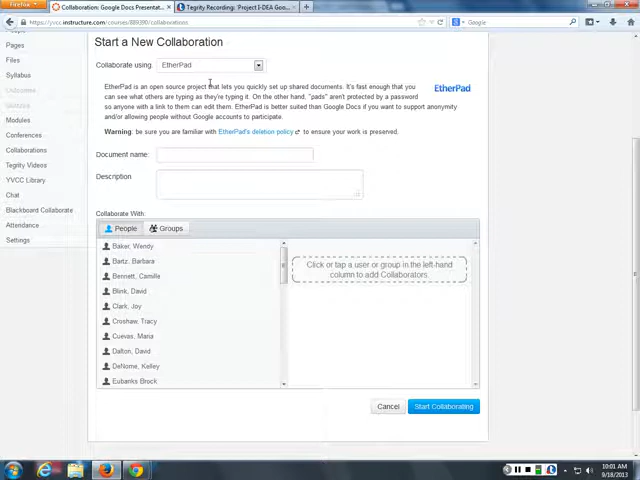 Firefox
Collaboration: Google Docs Presentat...
Tegrity Recording: 'Project I-DEA Goo...
https://yvcc.instructure.com/courses/889390/collaborations
Google
People
Pages
Files
Syllabus
Outcomes
Quizzes
Modules
Conferences
Collaborations
Tegrity Videos
YVCC Library
Chat
Blackboard Collaborate
Attendance
Settings
Start a New Collaboration
Collaborate using: EtherPad
EtherPad is an open source project that lets you quickly set up shared documents. It's fast enough that you
can see what others are typing as they're typing it. On the other hand, "pads" aren't protected by a password
so anyone with a link to them can edit them. EtherPad is better suited than Google Docs if you want to support anonymity
and/or allowing people without Google accounts to participate.
EtherPad
Warning: be sure you are familiar with EtherPad's deletion policy to ensure your work is presented.
Document name:
Description
Collaborate With:
People Groups
Baker, Wendy
Bartz, Barbara
Bennett, Camille
Blink, David
Clark, Joy
Croshaw, Tracy
Cuevas, Maria
Dalton, David
DeNome, Kelley
Eubanks Brock
Click or tap a user or group in the left-hand
column to add Collaborators.
Cancel Start Collaborating
10:01 AM
9/18/2013